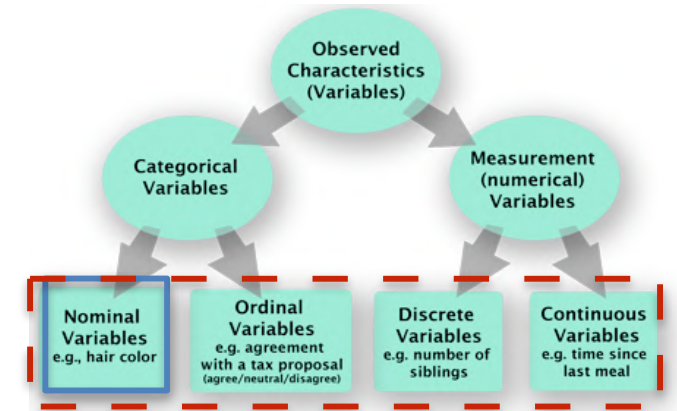 Observed
Characteristics
(Variables)
Categorical
Variables
Measurement
(numerical)
Variables
Nominal
Variables
e.g., hair color
Ordinal
Variables
e.g. agreement
with a tax proposal
(agree/neutral/disagree)
Discrete
Variables
e.g. number of
siblings
Continuous
Variables
e.g. time since
last meal